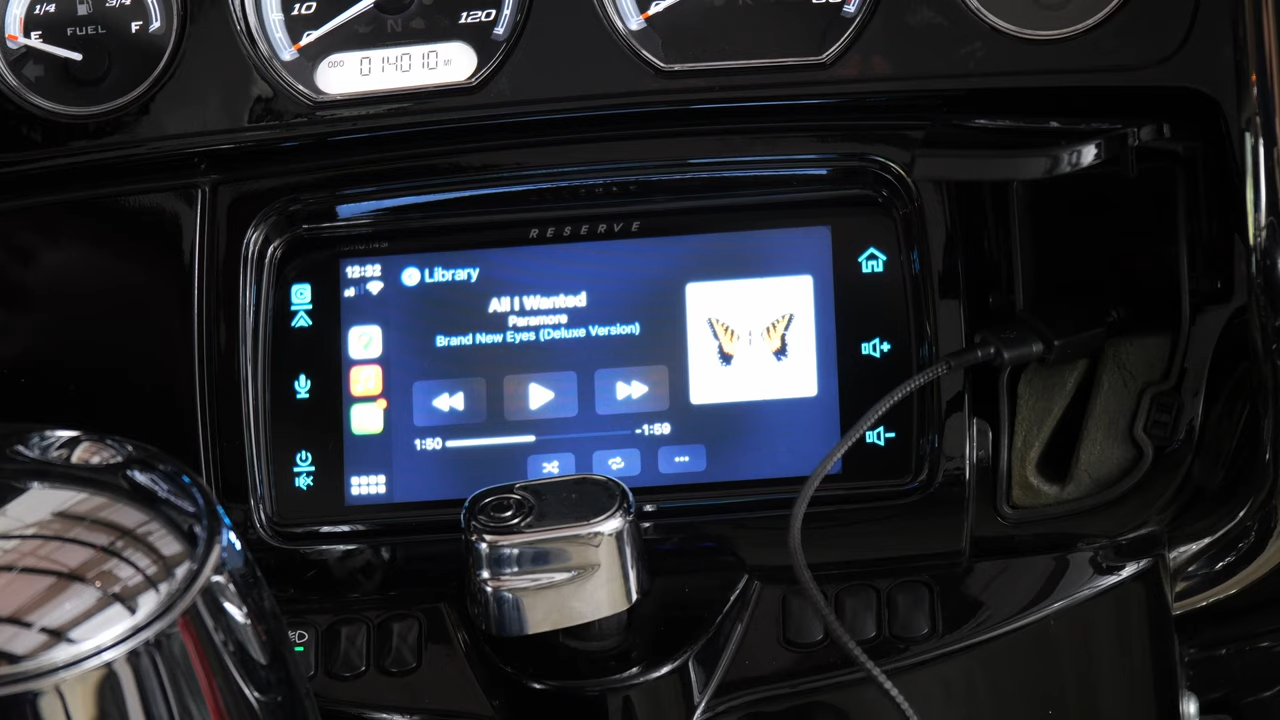 1/4 3/4
E FUEL F
10 120
N
ODO 014010 MI
RESERVE
12:32
Library
All I Wanted
Paramore
Brand New Eyes (Deluxe Version)
1:50 -1:59